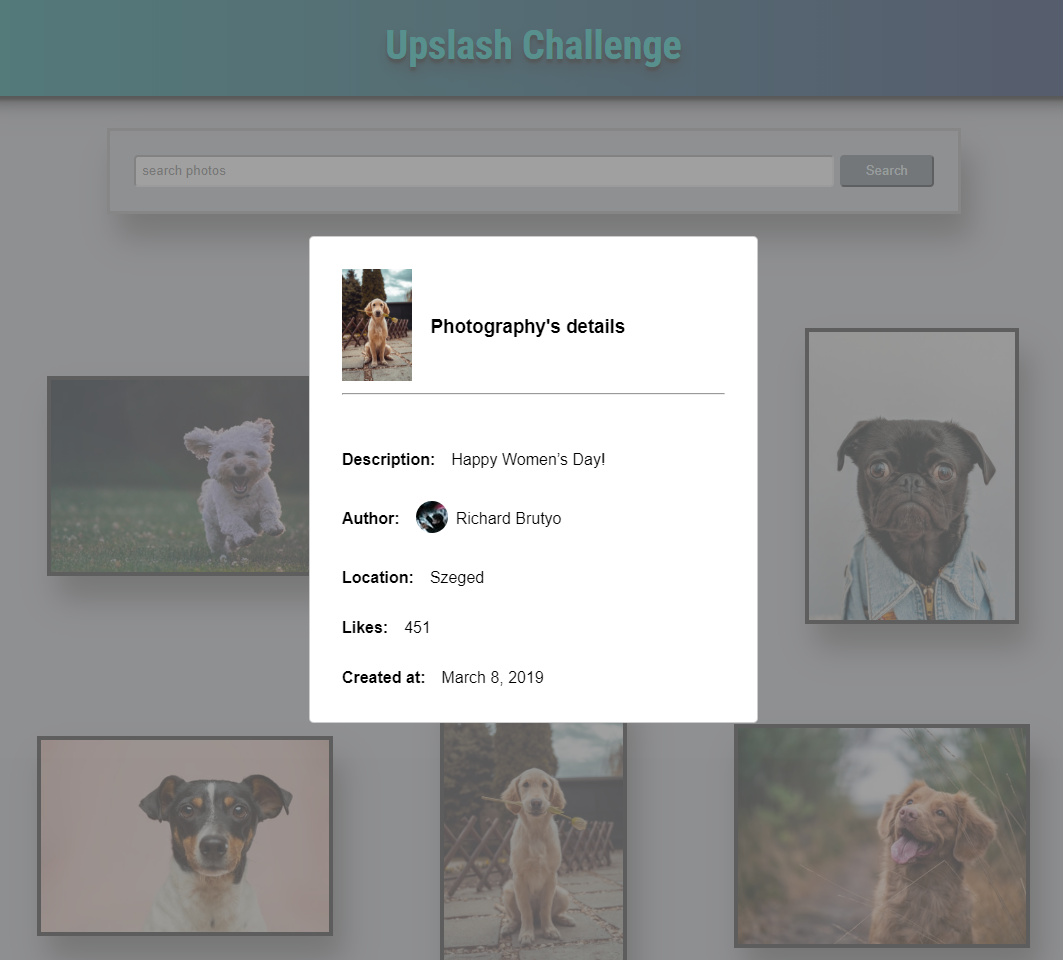 Upslash Challenge
search photos
Search
Photography's details
Description: Happy Women’s Day!
Author: Richard Brutyo
Location: Szeged
Likes: 451
Created at: March 8, 2019